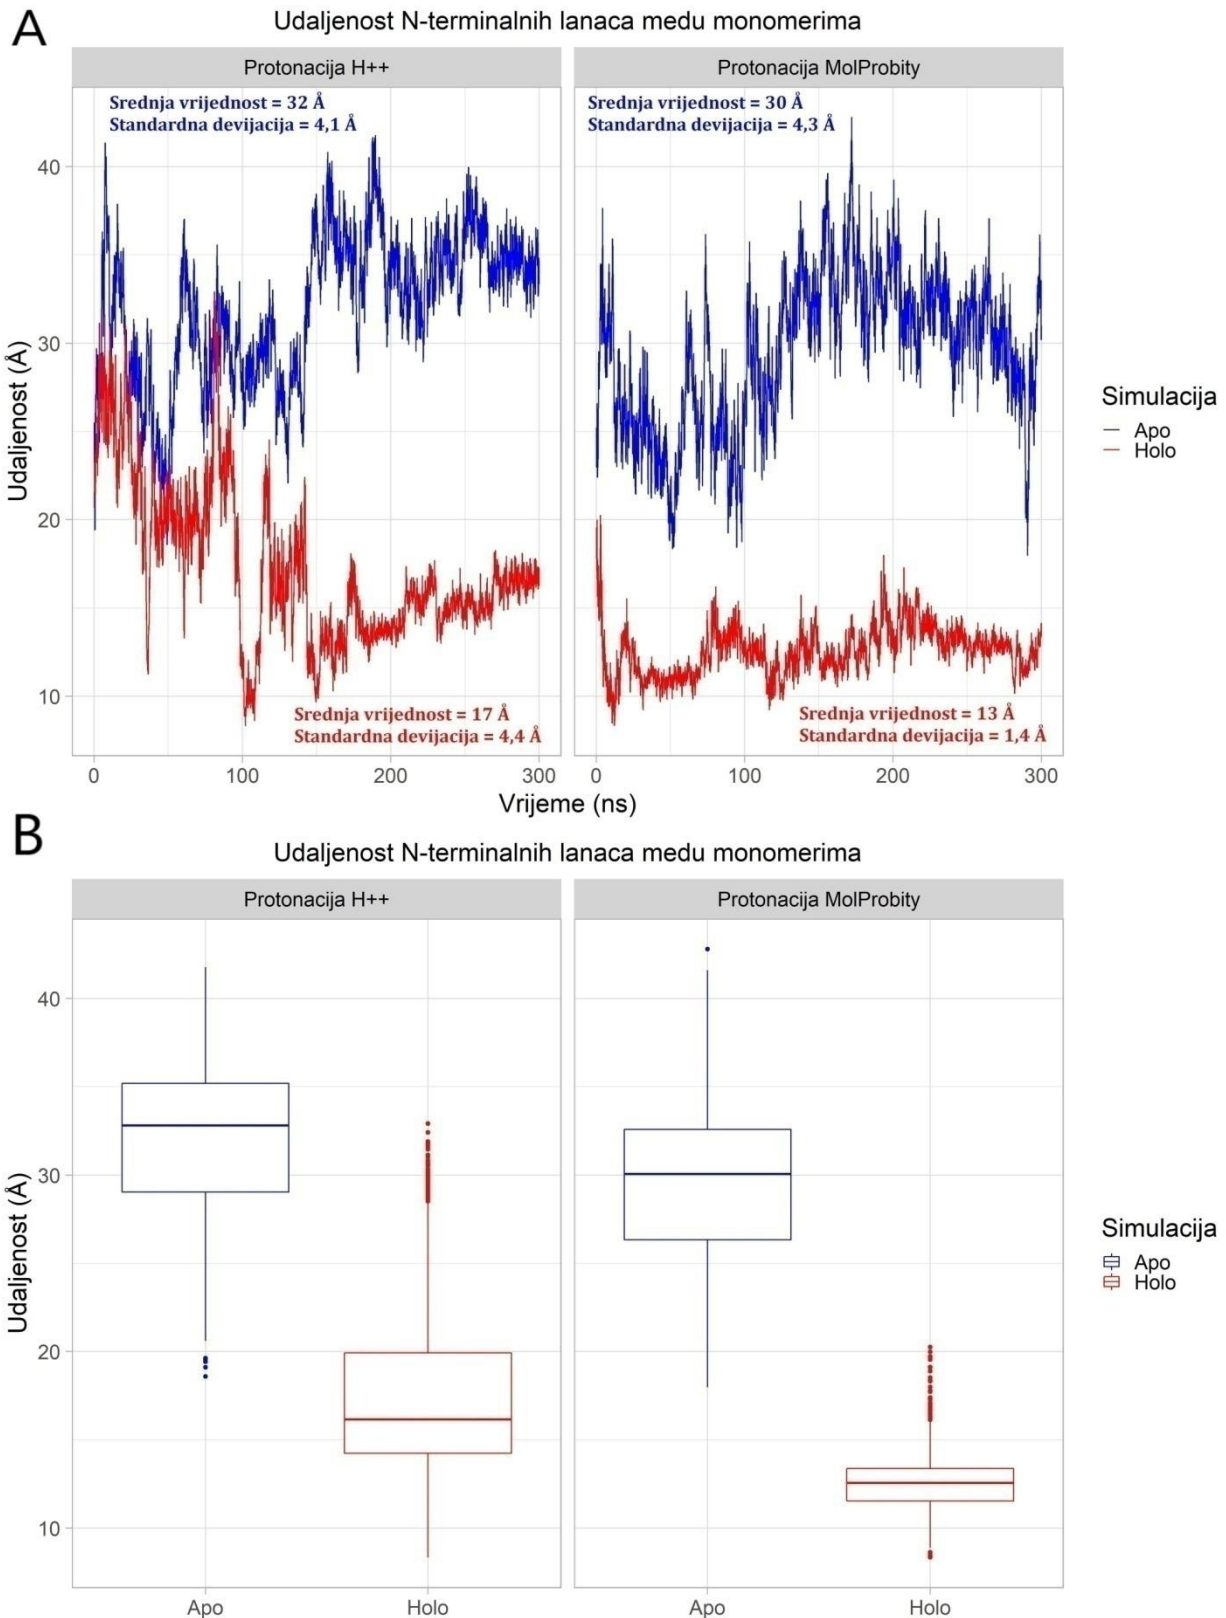 A
Udaljenost N-terminalnih lanaca medu monomerima
Protonacija H++
Protonacija MolProbity
Srednja vrijednost = 32 Å
Standardna devijacija = 4,1 Å
Srednja vrijednost = 30 Å
Standardna devijacija = 4,3 Å
40
30
20
10
Udaljenost (Å)
Srednja vrijednost = 17 Å
Standardna devijacija = 4,4 Å
Srednja vrijednost = 13 Å
Standardna devijacija = 1,4 Å
0
100
200
300
0
100
200
300
Vrijeme (ns)
Simulacija
Apo
Holo
B
Udaljenost N-terminalnih lanaca medu monomerima
Protonacija H++
Protonacija MolProbity
40
30
20
10
Udaljenost (Å)
Apo
Holo
Apo
Holo
Simulacija
Apo
Holo